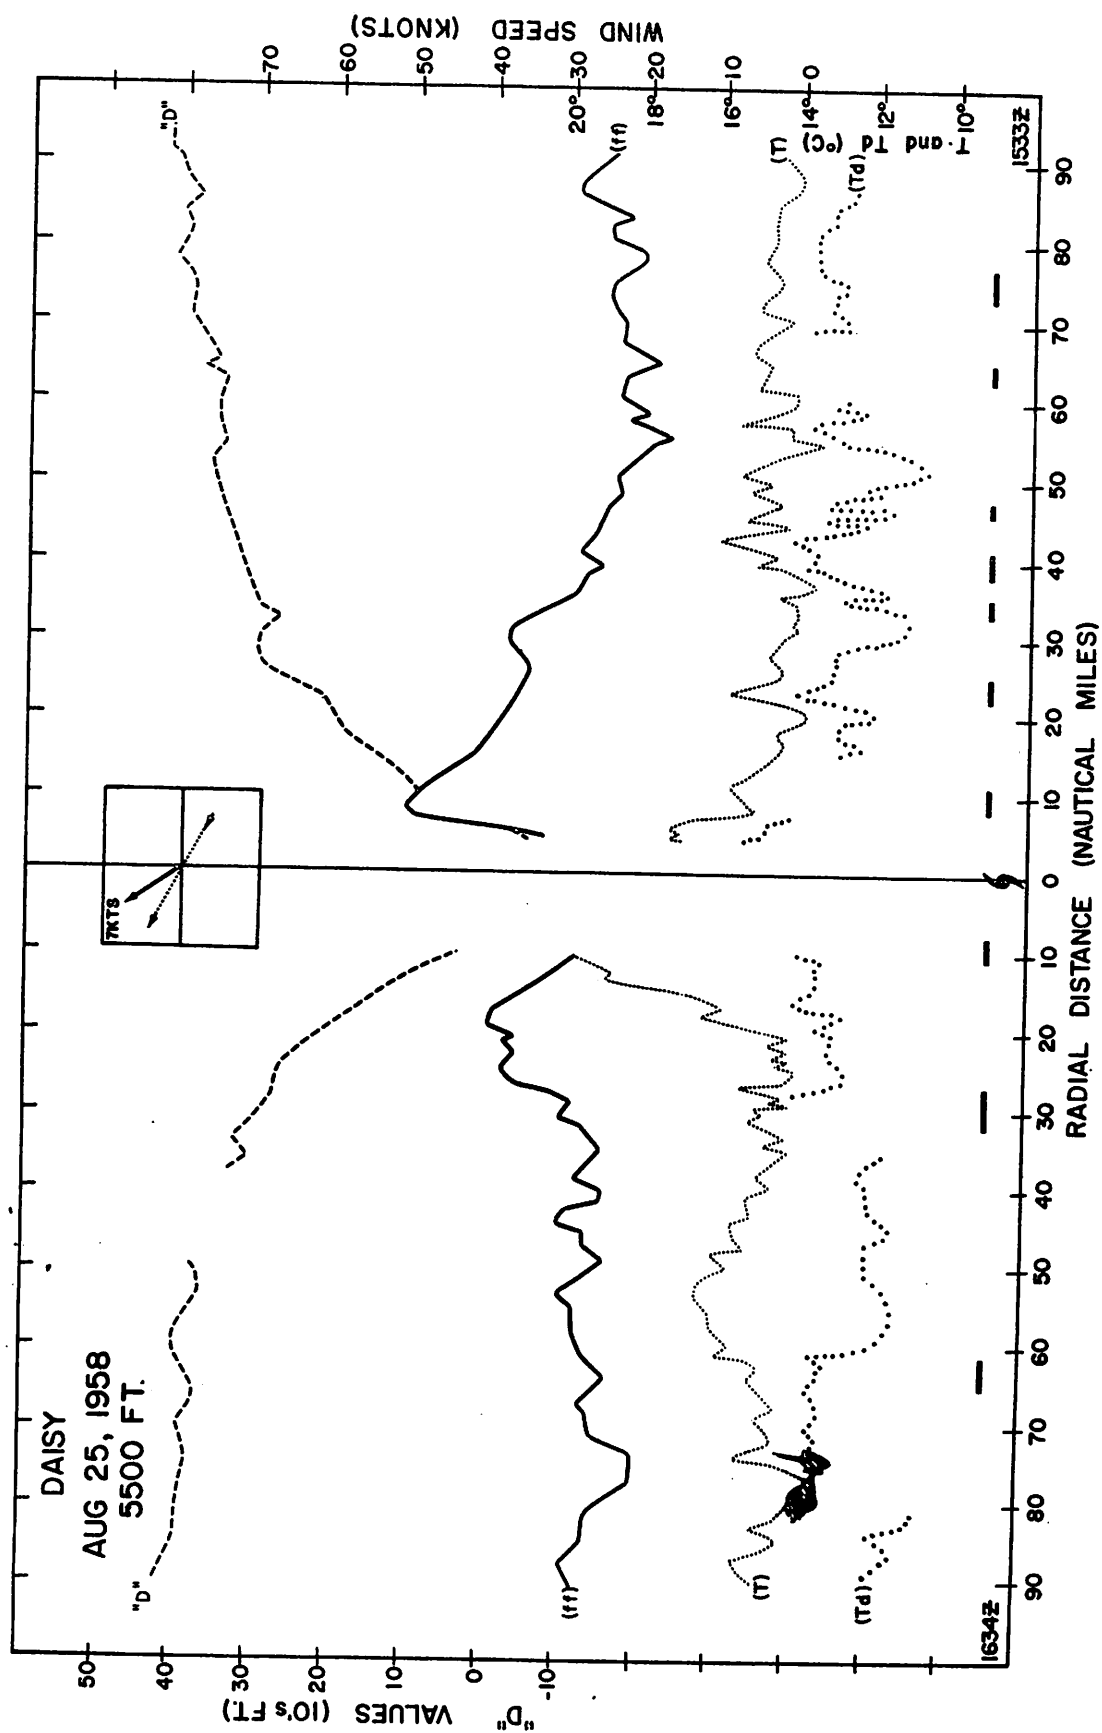 DAISY
AUG 25, 1958
5500 FT.
7KTS
"D"
"D"
(ff)
(ff)
(T)
(T)
(Td)
(Td)
1634Z
1533Z
50
40
30
20
10
0
-10
"D" VALUES (10's FT.)
70
60
50
40
30
20
10
0
WIND SPEED (KNOTS)
20°
18°
16°
14°
12°
10°
T and Td (°C)
90 80 70 60 50 40 30 20 10 0 10 20 30 40 50 60 70 80 90
RADIAL DISTANCE (NAUTICAL MILES)